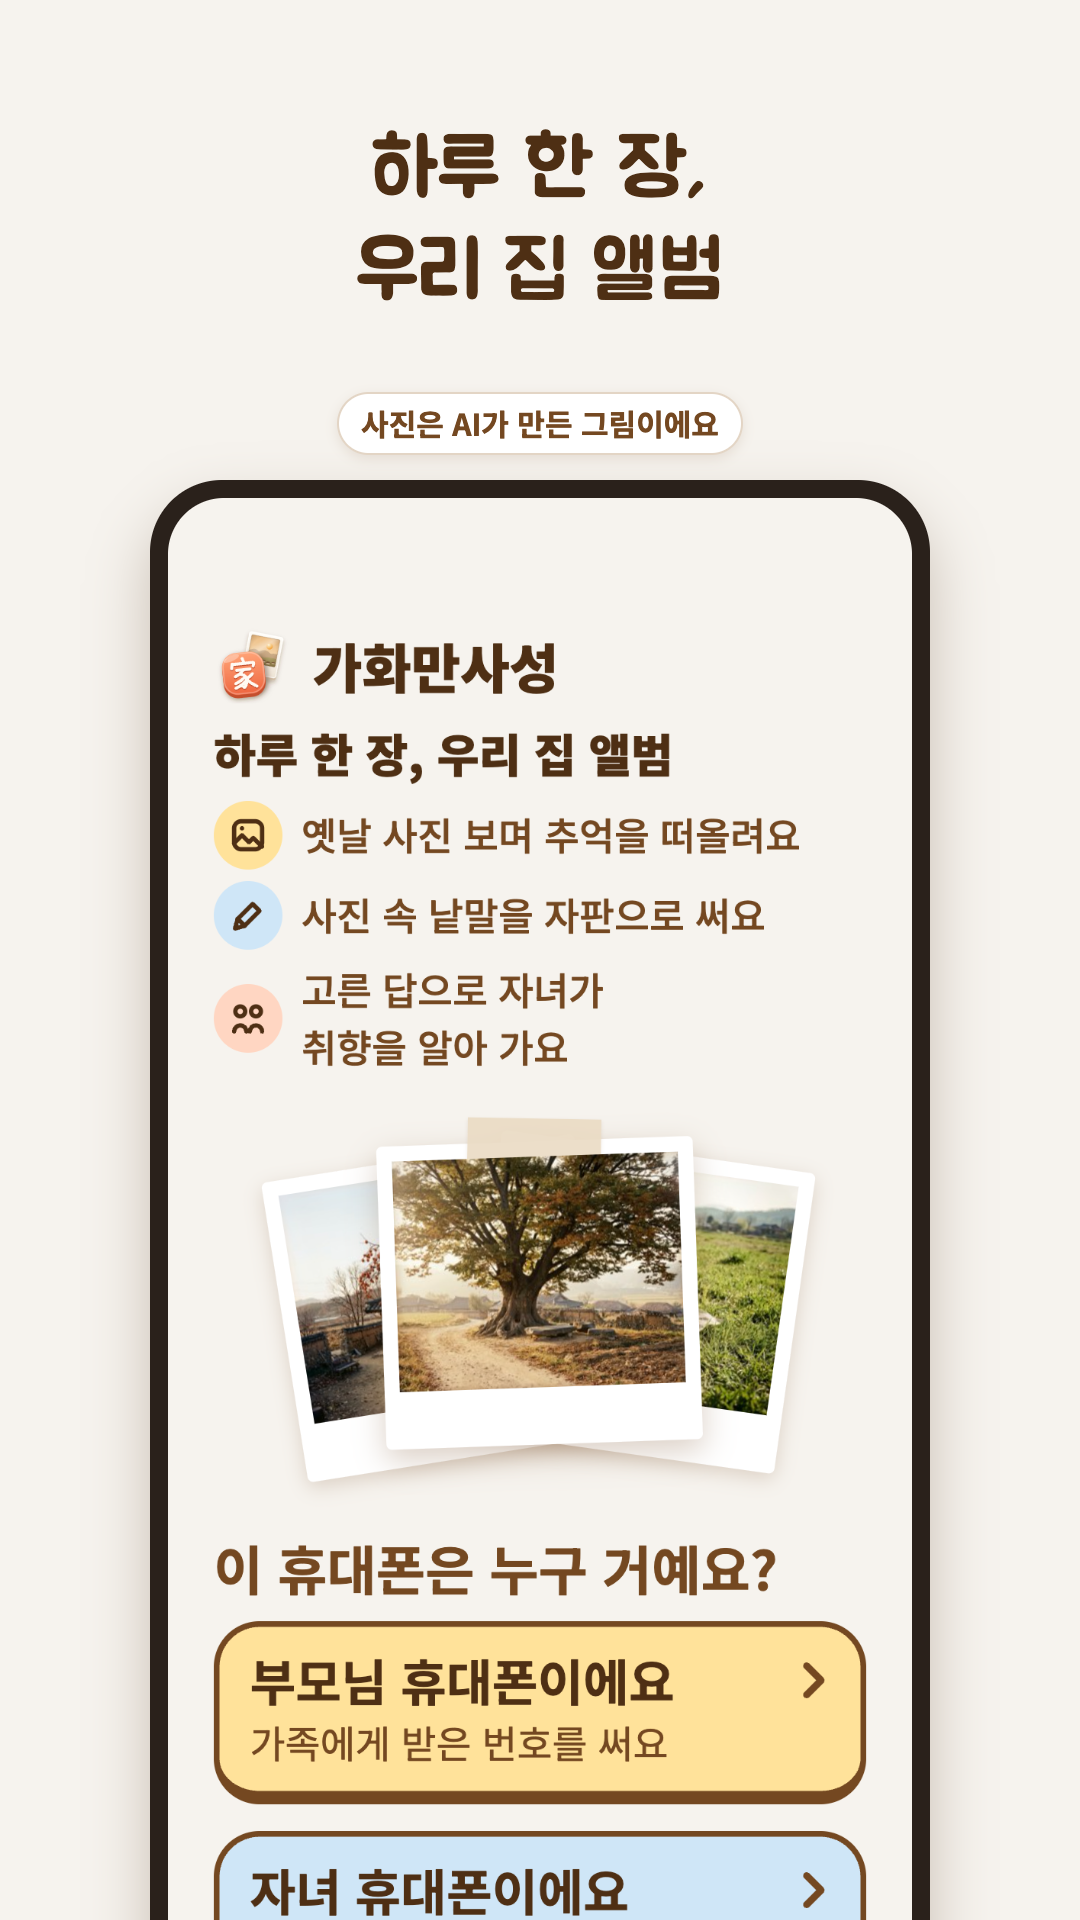 하루 한 장,
우리 집 앨범
사진은 AI가 만든 그림이에요
家
가화만사성
하루 한 장, 우리 집 앨범
옛날 사진 보며 추억을 떠올려요
사진 속 낱말을 자판으로 써요
고른 답으로 자녀가
취향을 알아 가요
이 휴대폰은 누구 거예요?
부모님 휴대폰이에요
가족에게 받은 번호를 써요
자녀 휴대폰이에요